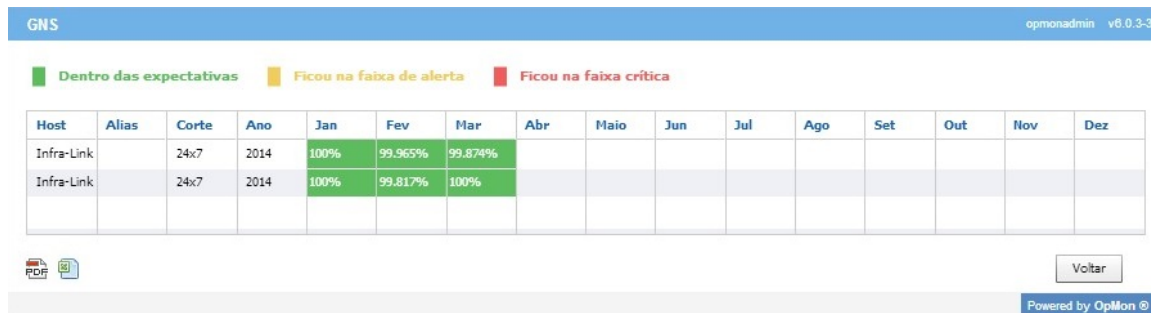 GNS opmonadmin v6.0.3-3
Dentro das expectativas Ficou na faixa de alerta Ficou na faixa crítica
Host Alias Corte Ano Jan Fev Mar Abr Maio Jun Jul Ago Set Out Nov Dez
Infra-Link 24x7 2014 100% 99.965% 99.874%
Infra-Link 24x7 2014 100% 99.817% 100%
PDF Voltar
Powered by OpMon ®